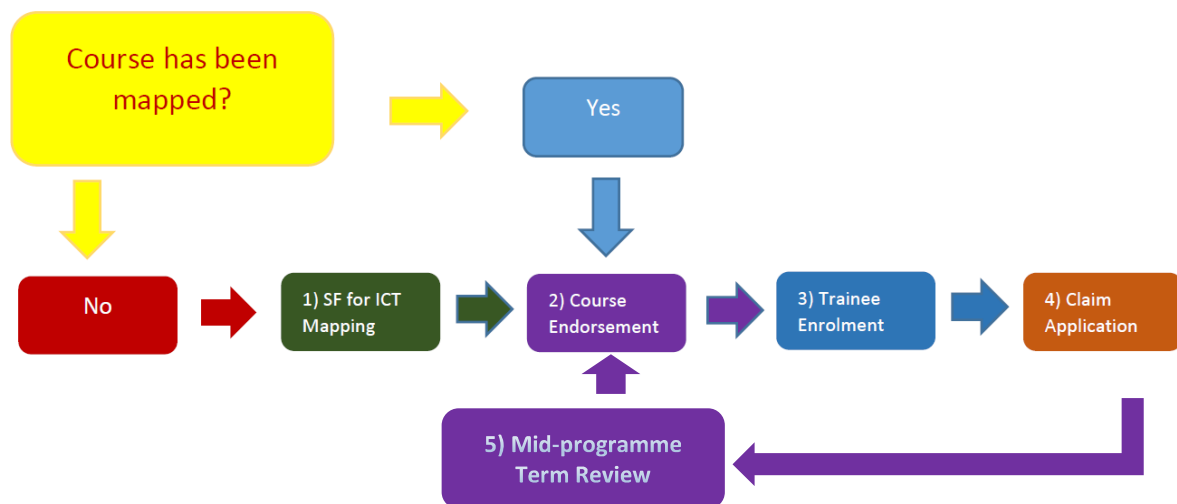 Course has been
mapped?
Yes
No
1) SF for ICT
Mapping
2) Course
Endorsement
3) Trainee
Enrolment
4) Claim
Application
5) Mid-programme
Term Review